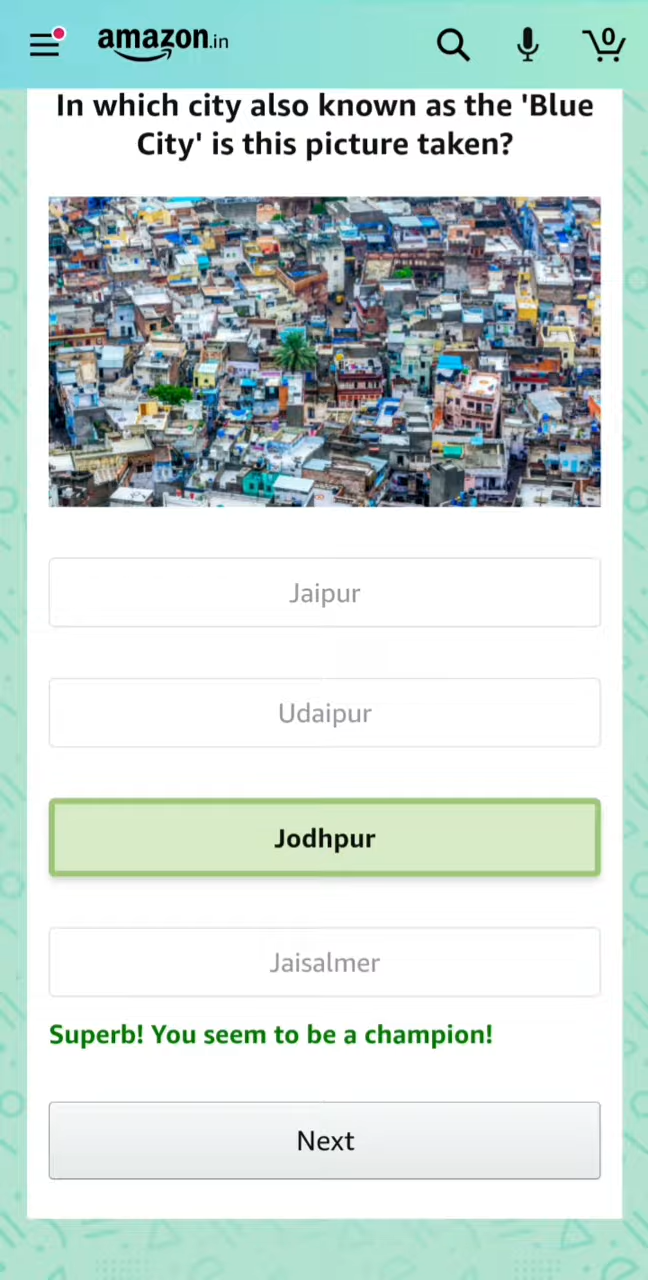 amazon.in
0
In which city also known as the 'Blue
City' is this picture taken?
Jaipur
Udaipur
Jodhpur
Jaisalmer
Superb! You seem to be a champion!
Next